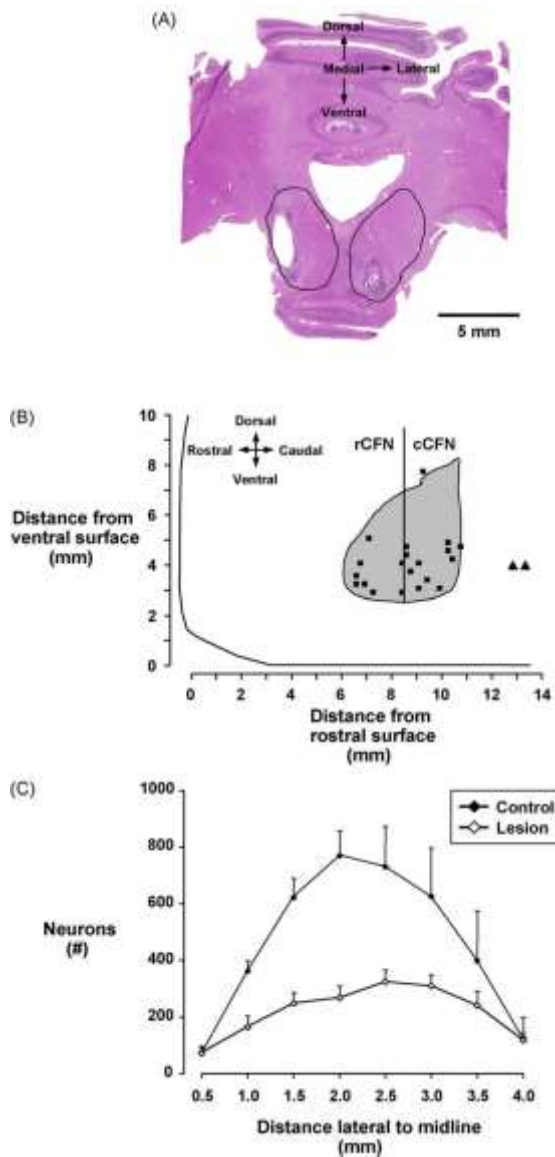 (A)
Dorsal
Medial
Lateral
Ventral
5 mm
(B)
10
Dorsal
rCFN
cCFN
Rostral
Caudal
8
Ventral
Distance from
ventral surface
(mm)
6
4
2
0
0
2
4
6
8
10
12
14
Distance from
rostral surface
(mm)
(C)
1000
Control
Lesion
800
Neurons
(#)
600
400
200
0
0.5
1.0
1.5
2.0
2.5
3.0
3.5
4.0
Distance lateral to midline
(mm)